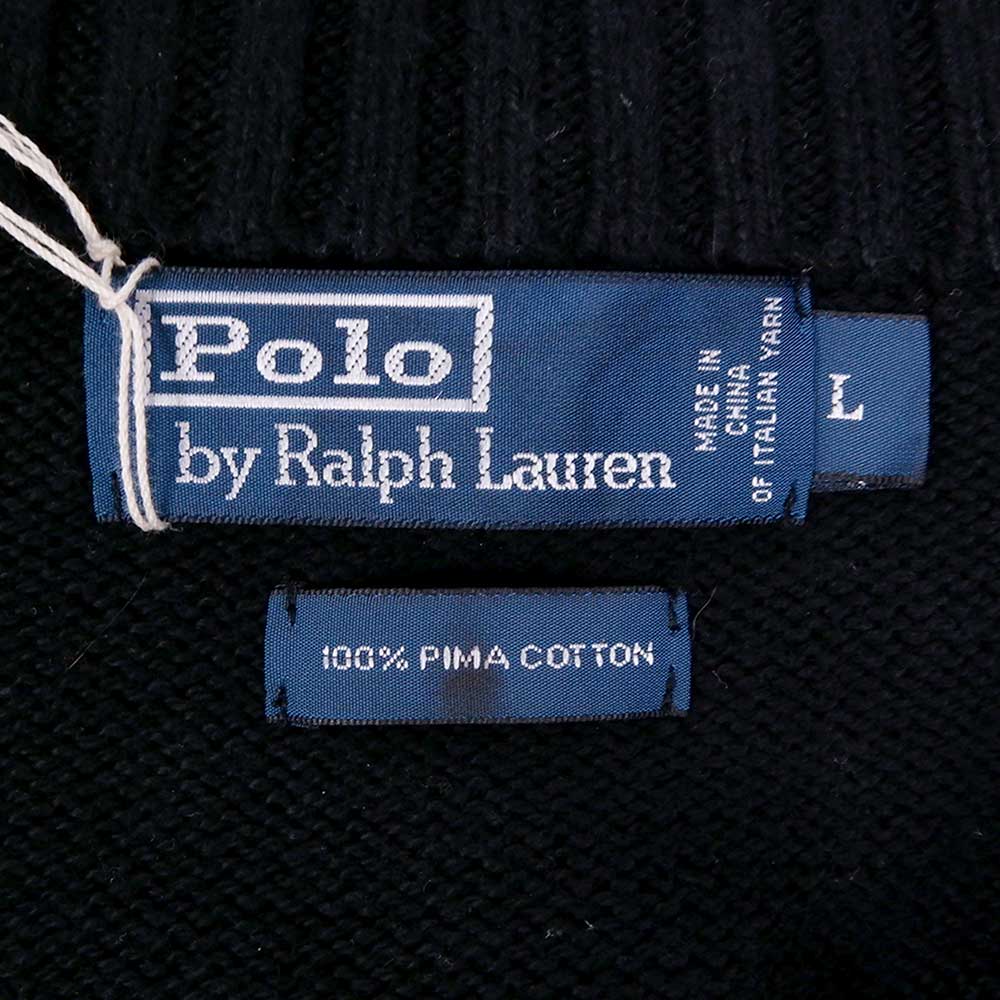 Polo
by Ralph Lauren
MADE IN
CHINA
OF ITALIAN YARN
L
100% PIMA COTTON